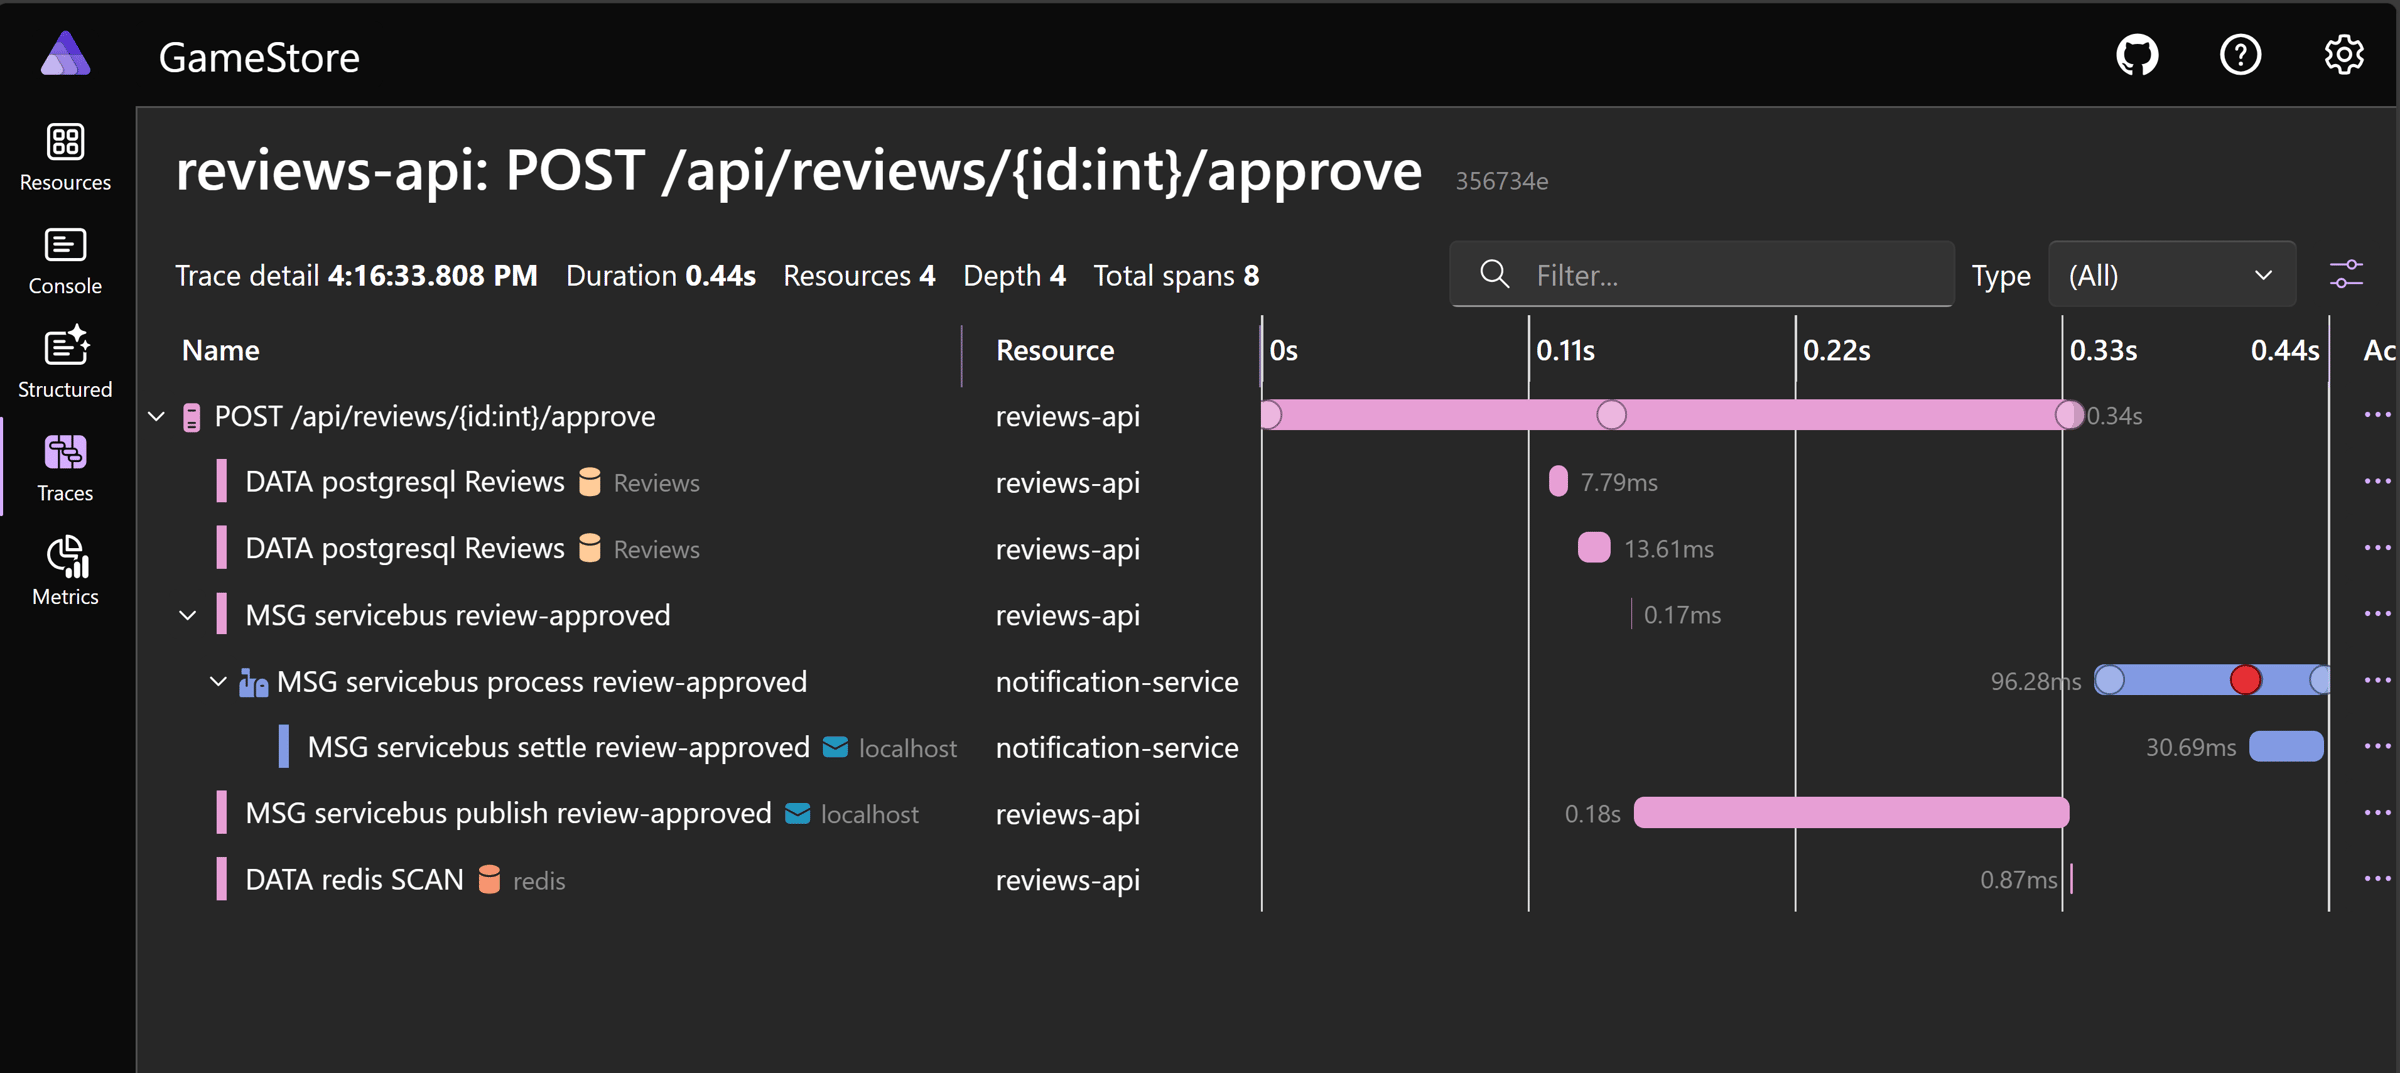 GameStore
Resources
Console
Structured
Traces
Metrics
reviews-api: POST /api/reviews/{id:int}/approve 356734e
Trace detail 4:16:33.808 PM Duration 0.44s Resources 4 Depth 4 Total spans 8 Filter... Type (All)
Name Resource 0s 0.11s 0.22s 0.33s 0.44s Ac
POST /api/reviews/{id:int}/approve reviews-api 0.34s
DATA postgresql Reviews Reviews reviews-api 7.79ms
DATA postgresql Reviews Reviews reviews-api 13.61ms
MSG servicebus review-approved reviews-api 0.17ms
MSG servicebus process review-approved notification-service 96.28ms
MSG servicebus settle review-approved localhost notification-service 30.69ms
MSG servicebus publish review-approved localhost reviews-api 0.18s
DATA redis SCAN redis reviews-api 0.87ms